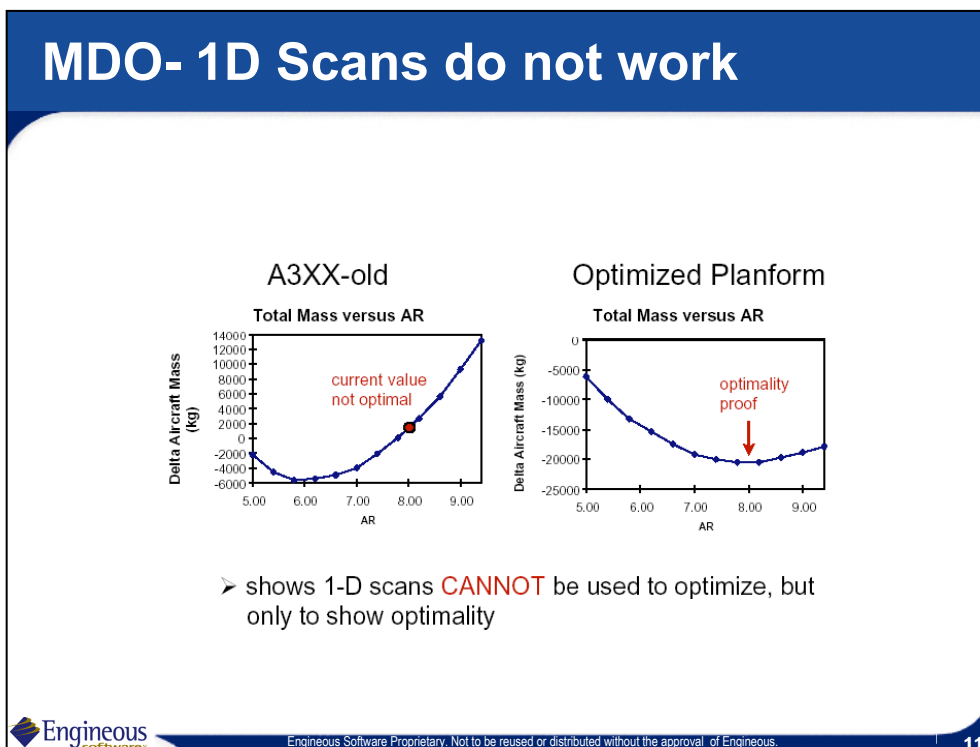 MDO- 1D Scans do not work
A3XX-old
Total Mass versus AR
Delta Aircraft Mass
(kg)
14000
12000
10000
8000
6000
4000
2000
0
-2000
-4000
-6000
current value
not optimal
5.00 6.00 7.00 8.00 9.00
AR
Optimized Planform
Total Mass versus AR
Delta Aircraft Mass (kg)
0
-5000
-10000
-15000
-20000
-25000
optimality
proof
5.00 6.00 7.00 8.00 9.00
AR
➢ shows 1-D scans CANNOT be used to optimize, but
only to show optimality
Engineous
software
Engineous Software Proprietary. Not to be reused or distributed without the approval of Engineous.